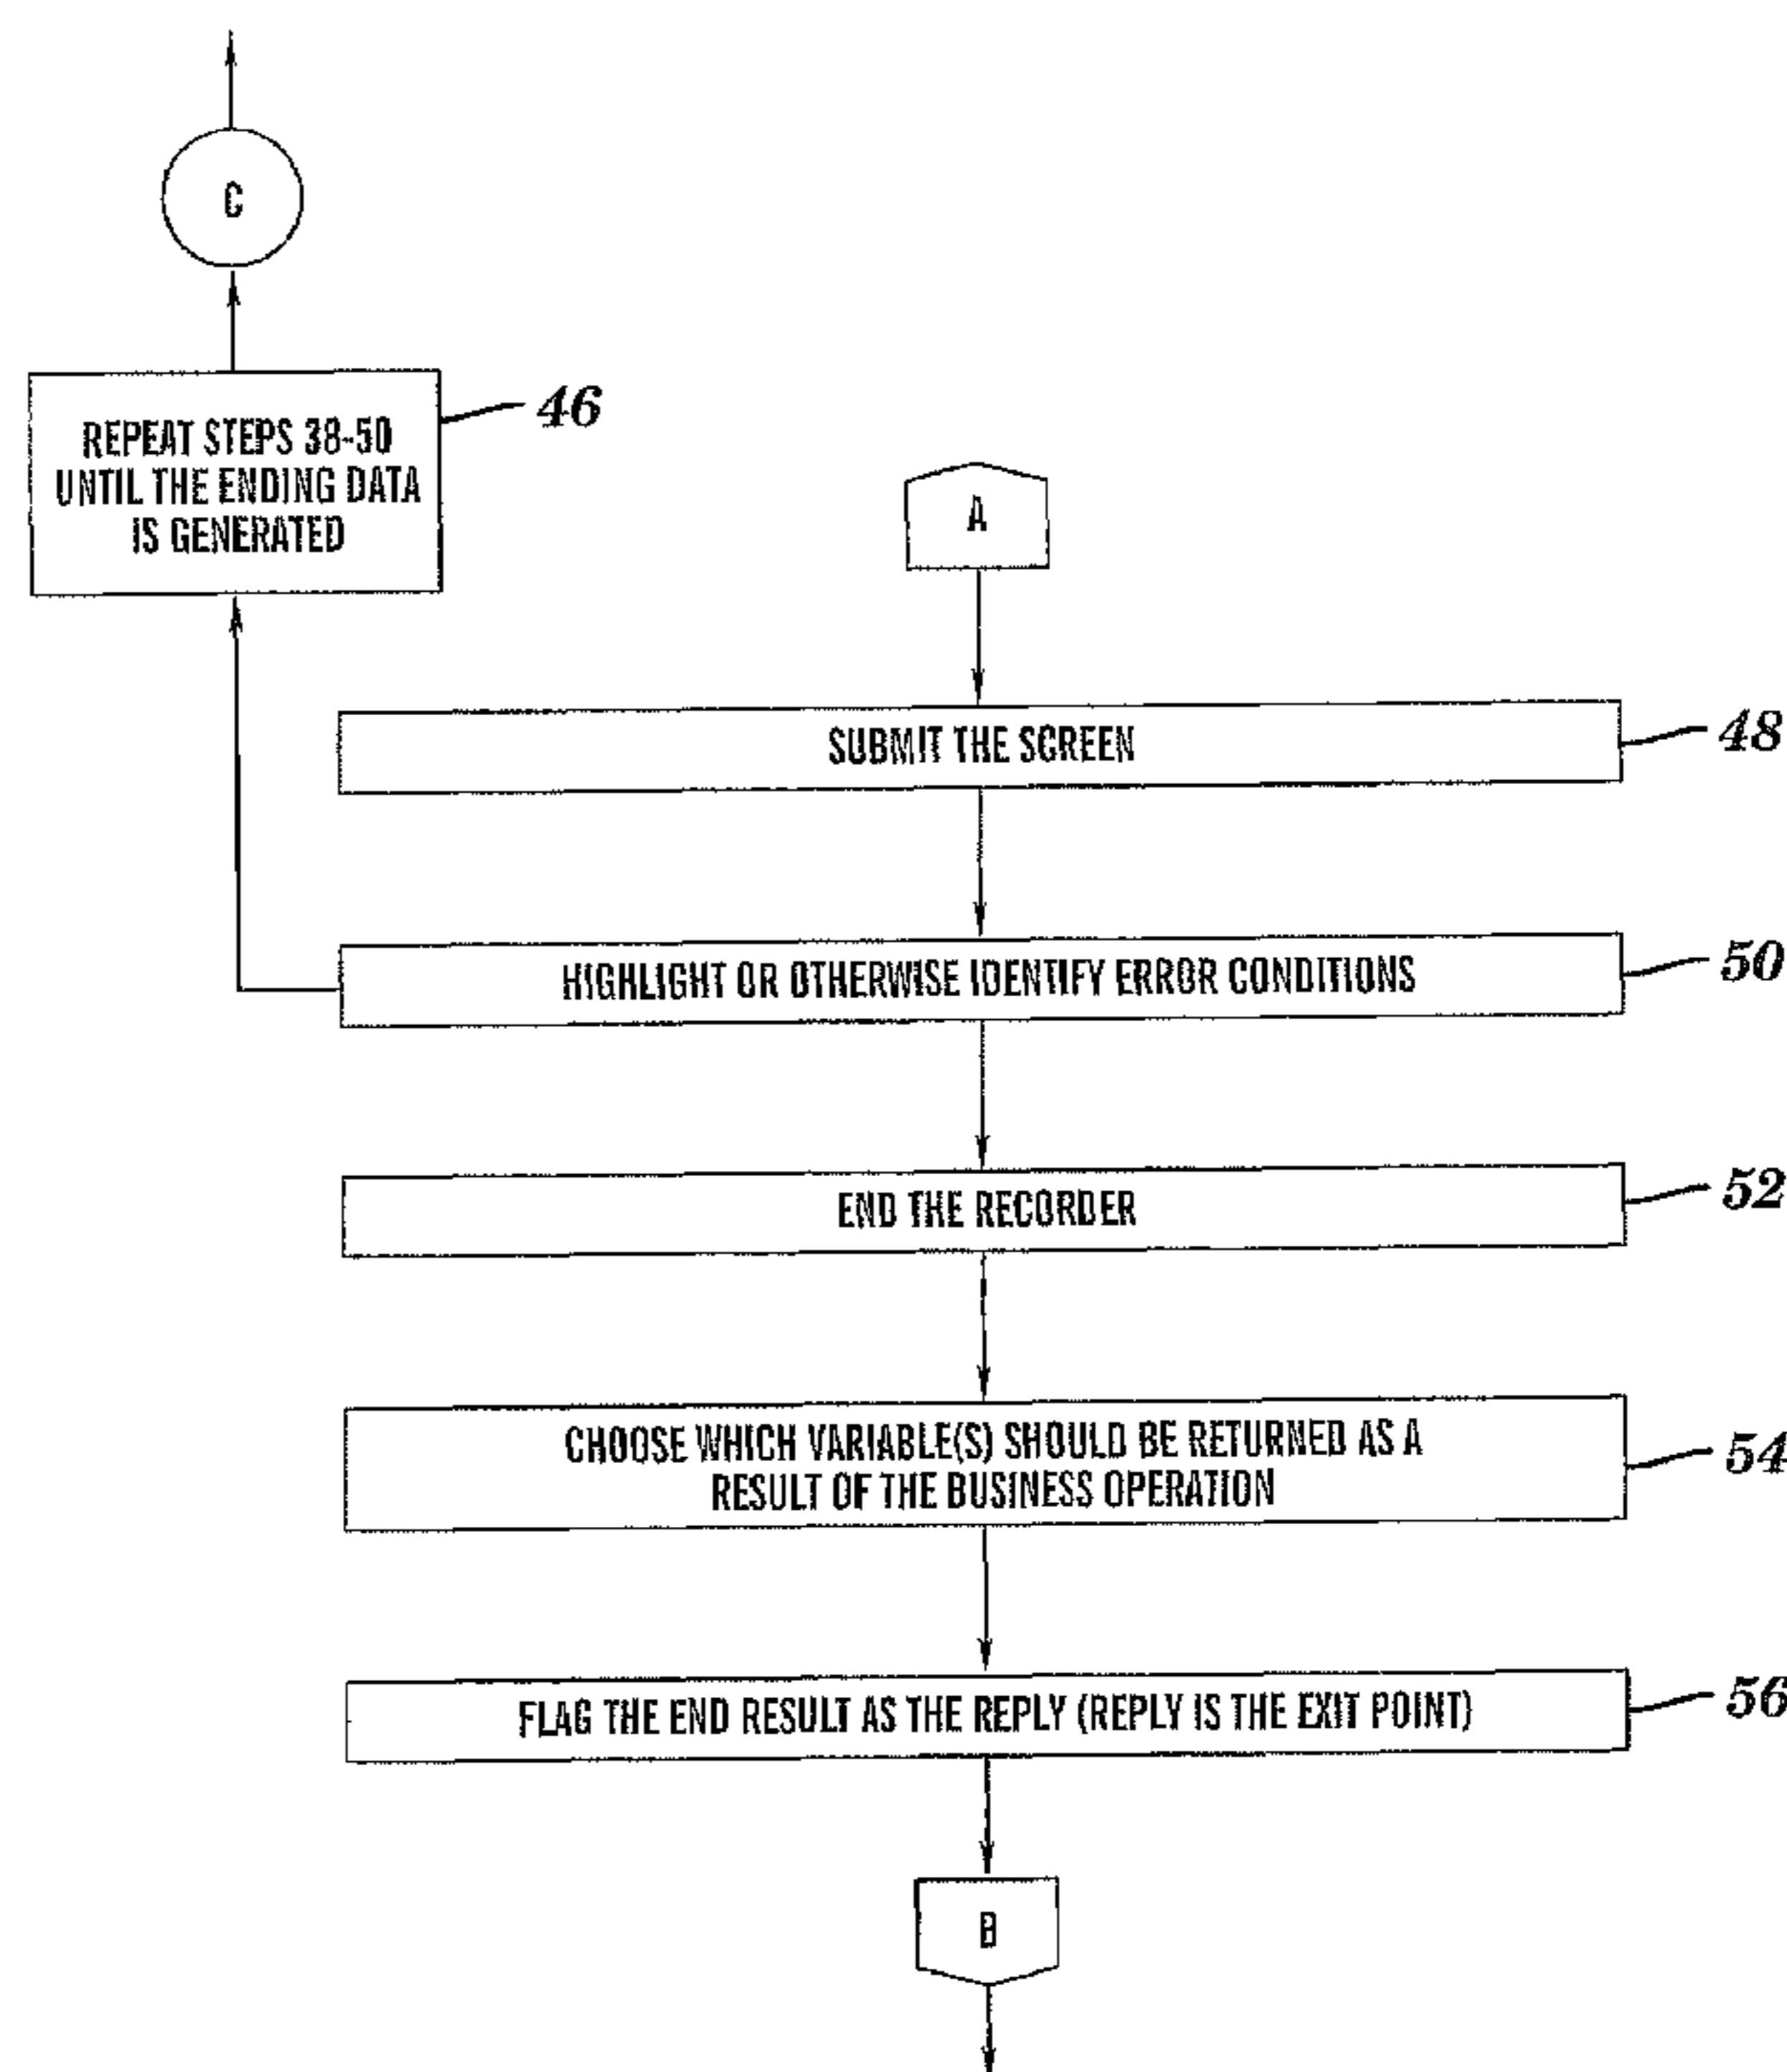 C
REPEAT STEPS 38-50
UNTIL THE ENDING DATA
IS GENERATED
46
A
SUBMIT THE SCREEN
48
HIGHLIGHT OR OTHERWISE IDENTIFY ERROR CONDITIONS
50
END THE RECORDER
52
CHOOSE WHICH VARIABLE(S) SHOULD BE RETURNED AS A
RESULT OF THE BUSINESS OPERATION
54
FLAG THE END RESULT AS THE REPLY (REPLY IS THE EXIT POINT)
56
B